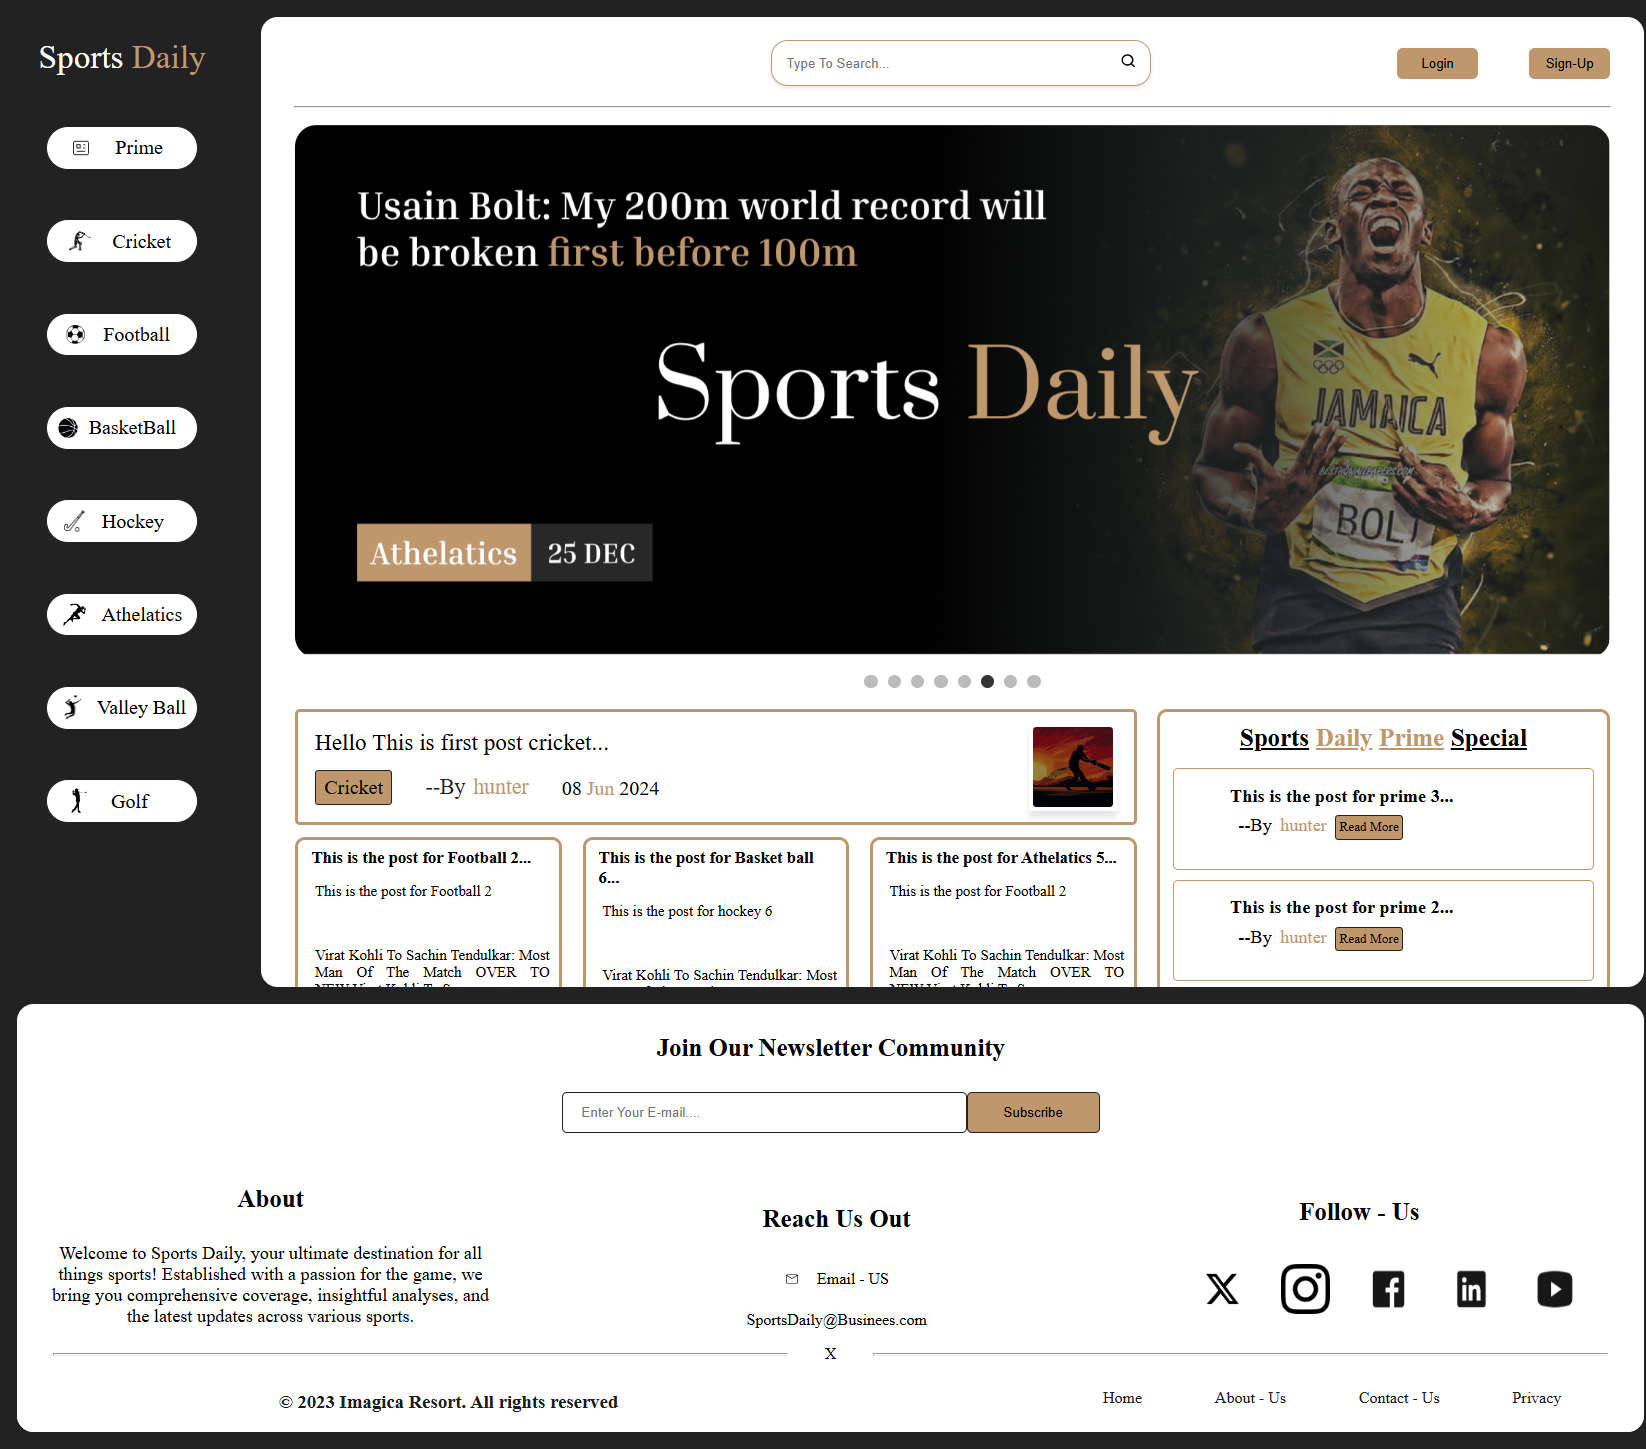 Sports Daily
Prime
Cricket
Football
BasketBall
Hockey
Athelatics
Valley Ball
Golf
Type To Search...
Login
Sign-Up
Usain Bolt: My 200m world record will
be broken first before 100m
Sports Daily
JAMAICA
BESTHDWALLPAPERS.COM
BOLT
Athelatics
25 DEC
Hello This is first post cricket...
Cricket
--By hunter
08 Jun 2024
This is the post for Football 2...
This is the post for Football 2
Virat Kohli To Sachin Tendulkar: Most
Man Of The Match OVER TO
This is the post for Basket ball
6...
This is the post for hockey 6
Virat Kohli To Sachin Tendulkar: Most
This is the post for Athelatics 5...
This is the post for Football 2
Virat Kohli To Sachin Tendulkar: Most
Man Of The Match OVER TO
Sports Daily Prime Special
This is the post for prime 3...
--By hunter Read More
This is the post for prime 2...
--By hunter Read More
Join Our Newsletter Community
Enter Your E-mail....
Subscribe
About
Welcome to Sports Daily, your ultimate destination for all
things sports! Established with a passion for the game, we
bring you comprehensive coverage, insightful analyses, and
the latest updates across various sports.
Reach Us Out
Email - US
SportsDaily@Businees.com
Follow - Us
X
© 2023 Imagica Resort. All rights reserved
Home
About - Us
Contact - Us
Privacy